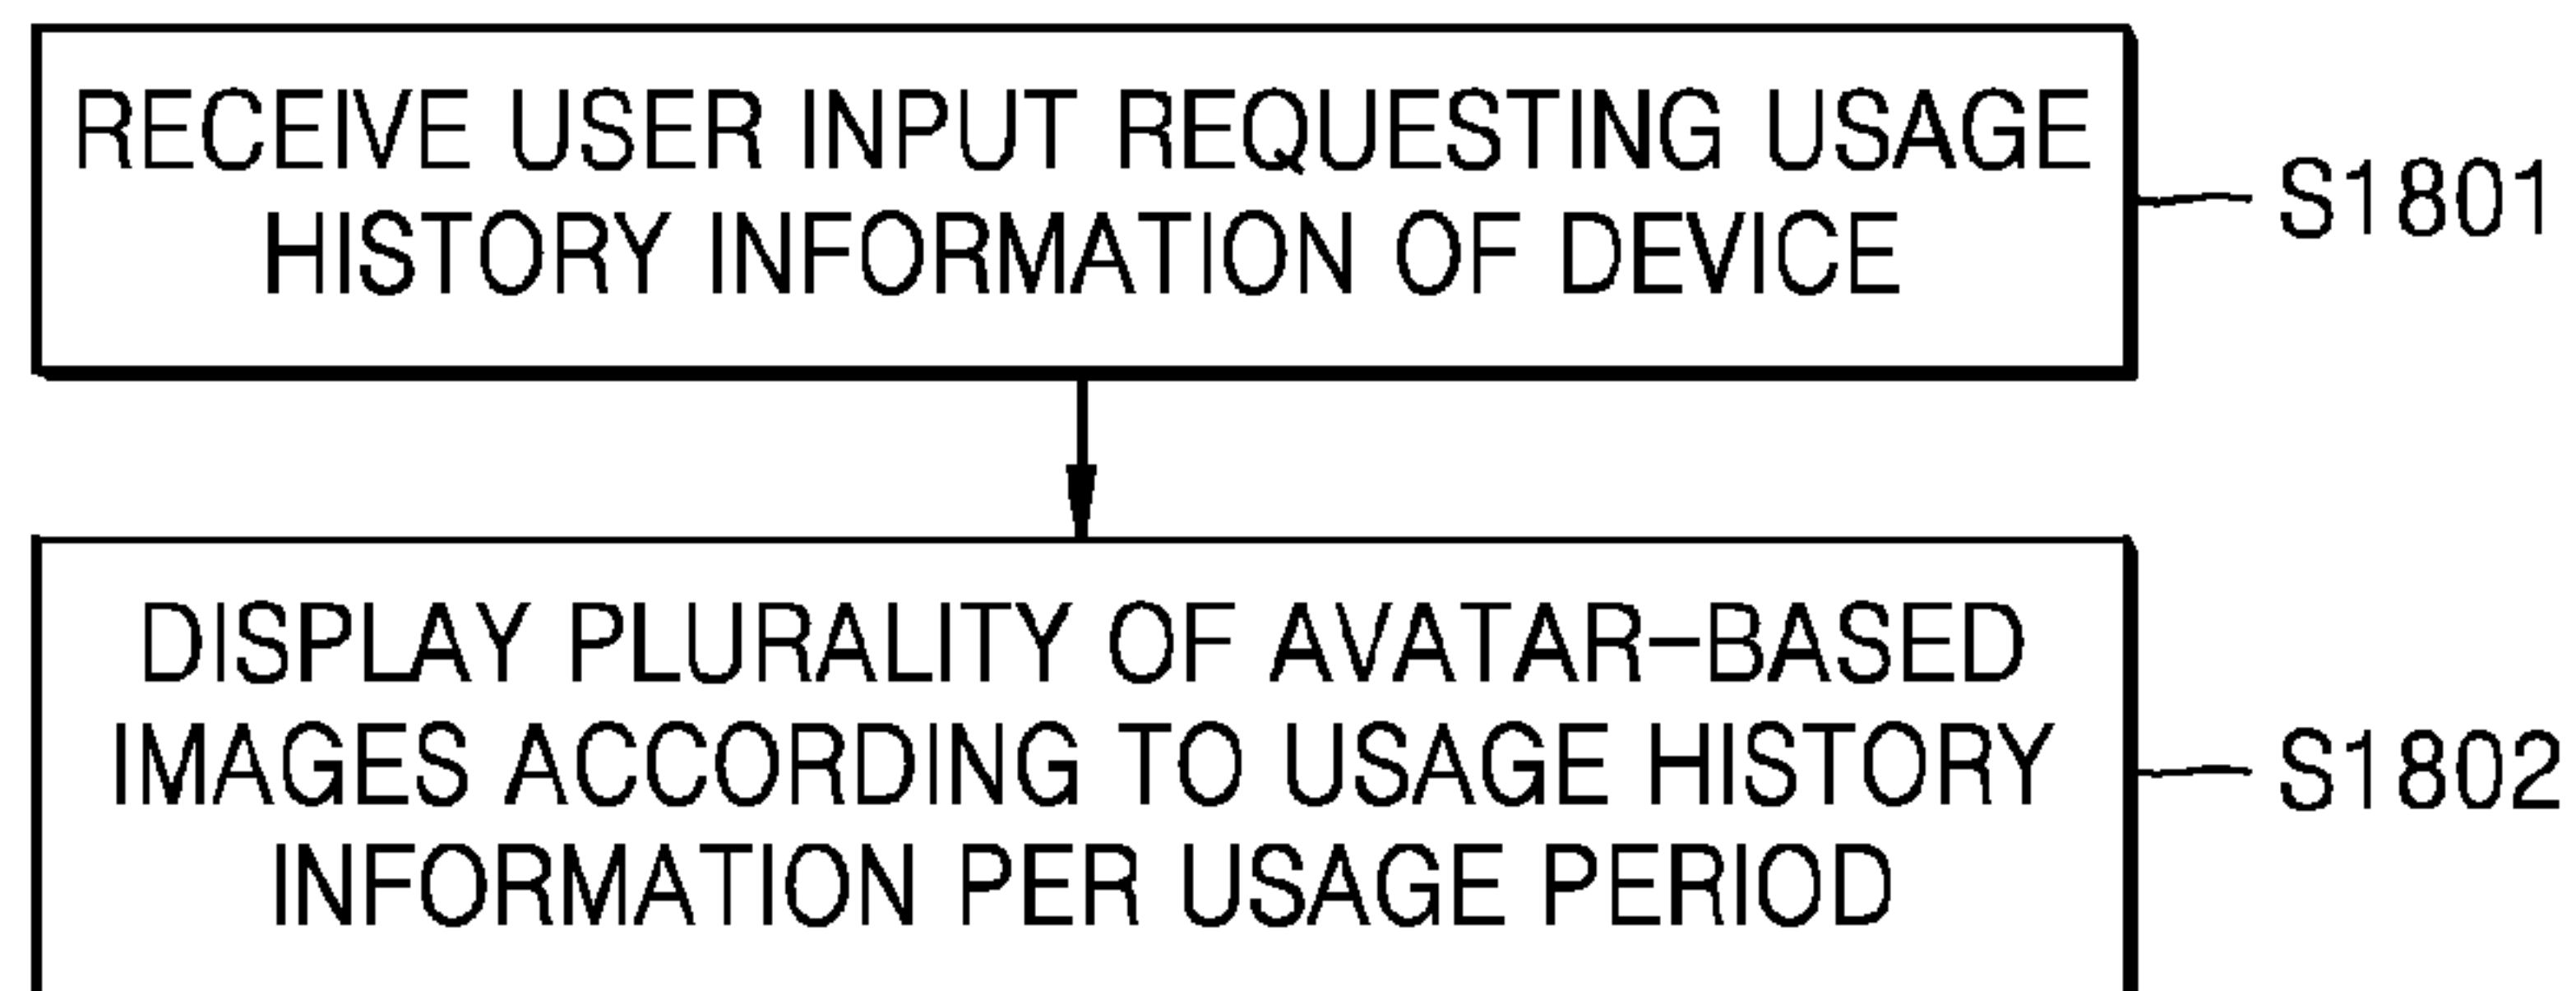 RECEIVE USER INPUT REQUESTING USAGE
HISTORY INFORMATION OF DEVICE
S1801
DISPLAY PLURALITY OF AVATAR-BASED
IMAGES ACCORDING TO USAGE HISTORY
INFORMATION PER USAGE PERIOD
S1802